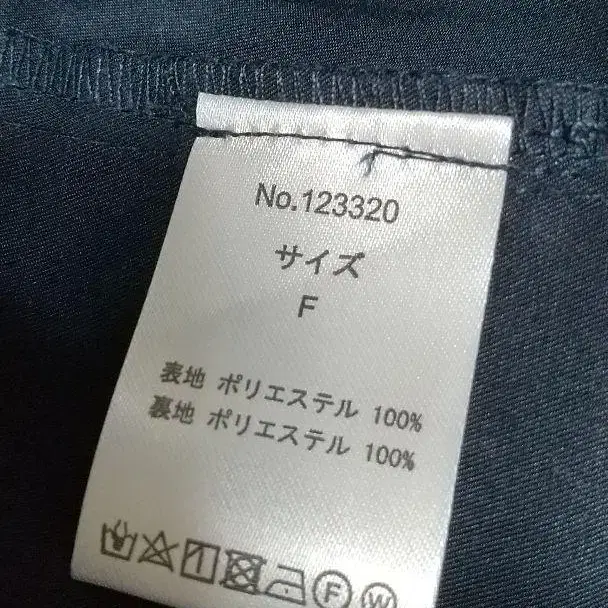 No.123320
サイズ
F
表地 ポリエステル 100%
裏地 ポリエステル 100%
F W